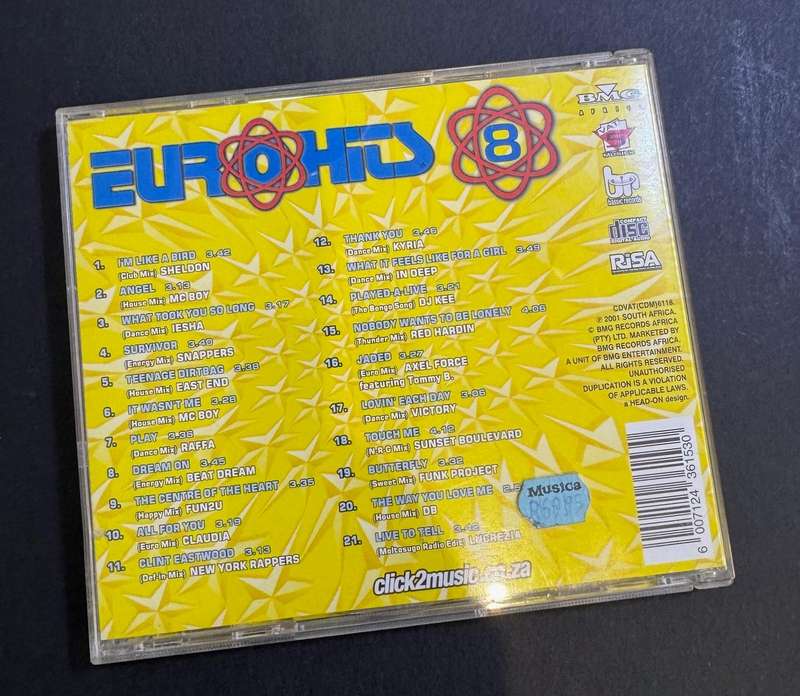 EUROHITS 8
1. I'M LIKE A BIRD 3.42
(Club Mix) SHELDON
2. ANGEL 3.13
(House Mix) MC BOY
3. WHAT TOOK YOU SO LONG 3.17
(Dance Mix) IESHA
4. SURVIVOR 3.49
(Energy Mix) SNAPPERS
5. TEENAGE DIRTBAG 3.38
(House Mix) EAST END
6. IT WASN'T ME 3.28
(House Mix) MC BOY
7. PLAY 3.36
(Dance Mix) RAFFA
8. DREAM ON 3.45
(Energy Mix) BEAT DREAM
9. THE CENTRE OF THE HEART 3.35
(Happy Mix) FUN2U
10. ALL FOR YOU 3.19
(Euro Mix) CLAUDIA
11. CLINT EASTWOOD 3.13
(Def-in Mix) NEW YORK RAPPERS
12. THANK YOU 3.46
(Dance Mix) KYRIA
13. WHAT IT FEELS LIKE FOR A GIRL 3.49
(Dance Mix) IN DEEP
14. PLAYED-A-LIVE 3.21
(The Bongo Song) DJ KEE
15. NOBODY WANTS TO BE LONELY 4.08
(Thunder Mix) RED HARDIN
16. JADED 3.27
(Euro Mix) AXEL FORCE
featuring Tommy B.
17. LOVIN' EACH DAY 3.06
(Dance Mix) VICTORY
18. TOUCH ME 4.12
(N.R.G Mix) SUNSET BOULEVARD
19. BUTTERFLY 3.32
(Sweet Mix) FUNK PROJECT
20. THE WAY YOU LOVE ME
(House Mix) DB
21. LIVE TO TELL 3.42
(Moltosugo Radio Edit) LUCREZIA
Musica
click2music.co.za
BMG
AFRICA
bassic records
COMPACT
disc
DIGITAL AUDIO
RiSA
CDVAT(CDM)6116.
℗ 2001 SOUTH AFRICA.
© BMG RECORDS AFRICA
(PTY) LTD. MARKETED BY
BMG RECORDS AFRICA.
A UNIT OF BMG ENTERTAINMENT.
ALL RIGHTS RESERVED.
UNAUTHORISED
DUPLICATION IS A VIOLATION
OF APPLICABLE LAWS.
a HEAD-ON design.
6 007124 361530